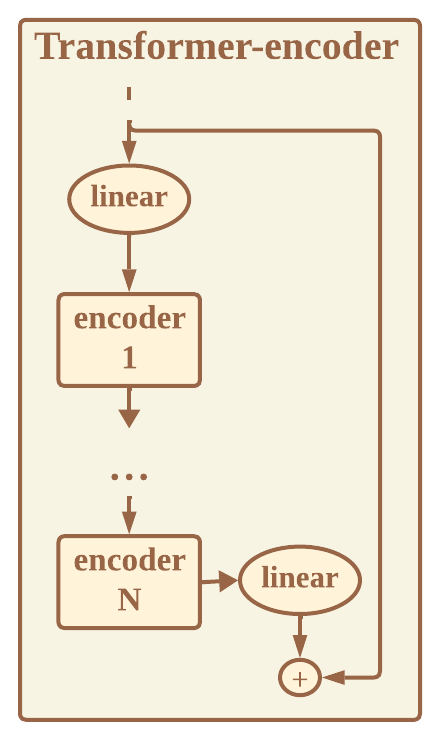 Transformer-encoder
linear
encoder
1
...
encoder
N
linear
+